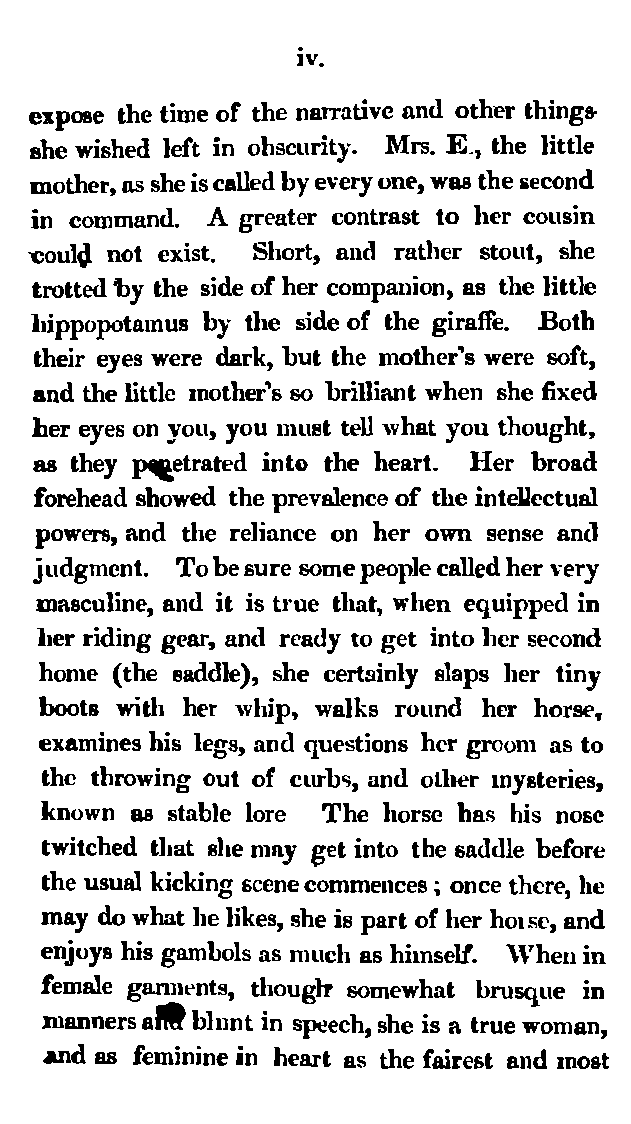 iv.
expose the time of the narrative and other things
she wished left in obscurity. Mrs. E., the little
mother, as she is called by every one, was the second
in command. A greater contrast to her cousin
could not exist. Short, and rather stout, she
trotted by the side of her companion, as the little
hippopotamus by the side of the giraffe. Both
their eyes were dark, but the mother's were soft,
and the little mother's so brilliant when she fixed
her eyes on you, you must tell what you thought,
as they penetrated into the heart. Her broad
forehead showed the prevalence of the intellectual
powers, and the reliance on her own sense and
judgment. To be sure some people called her very
masculine, and it is true that, when equipped in
her riding gear, and ready to get into her second
home (the saddle), she certainly slaps her tiny
boots with her whip, walks round her horse,
examines his legs, and questions her groom as to
the throwing out of curbs, and other mysteries,
known as stable lore The horse has his nose
twitched that she may get into the saddle before
the usual kicking scene commences ; once there, he
may do what he likes, she is part of her horse, and
enjoys his gambols as much as himself. When in
female garments, though somewhat brusque in
manners and blunt in speech, she is a true woman,
and as feminine in heart as the fairest and most